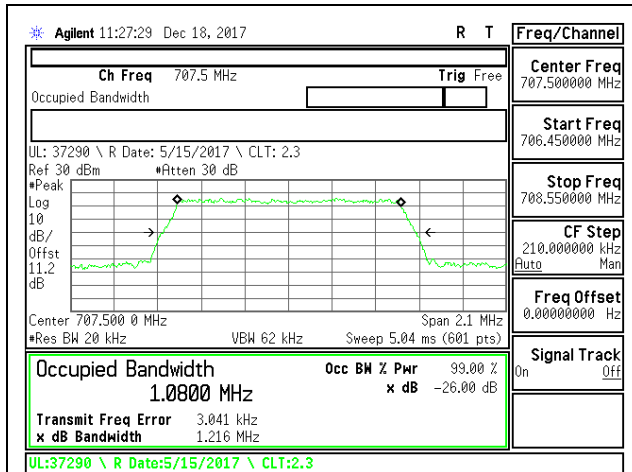 Agilent 11:27:29 Dec 18, 2017 R T
Ch Freq 707.5 MHz Trig Free
Occupied Bandwidth
UL: 37290 \ R Date: 5/15/2017 \ CLT: 2.3
Ref 30 dBm #Atten 30 dB
#Peak
Log
10
dB/
Offst
11.2
dB
Center 707.500 0 MHz Span 2.1 MHz
#Res BW 20 kHz VBW 62 kHz Sweep 5.04 ms (601 pts)
Occupied Bandwidth Occ BW % Pwr 99.00 %
1.0800 MHz x dB -26.00 dB
Transmit Freq Error 3.041 kHz
x dB Bandwidth 1.216 MHz
UL:37290 \ R Date:5/15/2017 \ CLT:2.3
Freq/Channel
Center Freq
707.500000 MHz
Start Freq
706.450000 MHz
Stop Freq
708.550000 MHz
CF Step
210.000000 kHz
Auto Man
Freq Offset
0.00000000 Hz
Signal Track
On Off